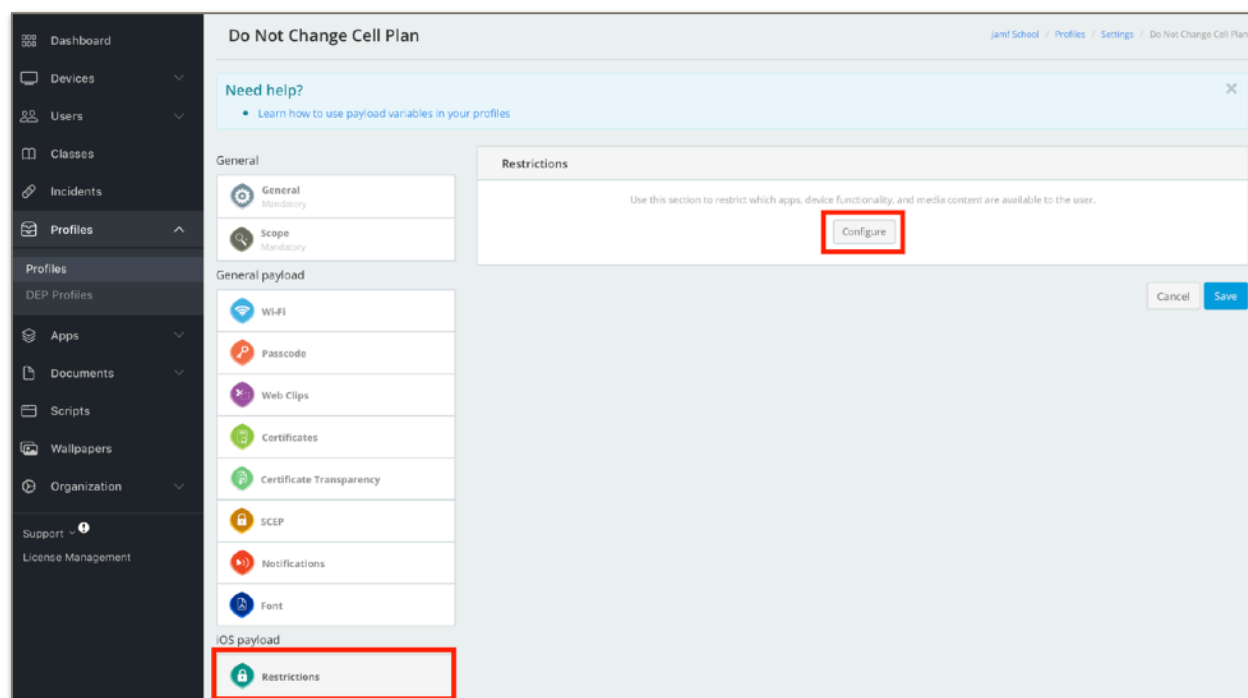 Dashboard
Devices
Users
Classes
Incidents
Profiles
Profiles
DEP Profiles
Apps
Documents
Scripts
Wallpapers
Organization
Support
License Management
Do Not Change Cell Plan
Jamf School / Profiles / Settings / Do Not Change Cell Plan
Need help?
• Learn how to use payload variables in your profiles
General
General
Mandatory
Scope
Mandatory
General payload
Wi-Fi
Passcode
Web Clips
Certificates
Certificate Transparency
SCEP
Notifications
Font
iOS payload
Restrictions
Restrictions
Use this section to restrict which apps, device functionality, and media content are available to the user.
Configure
Cancel
Save